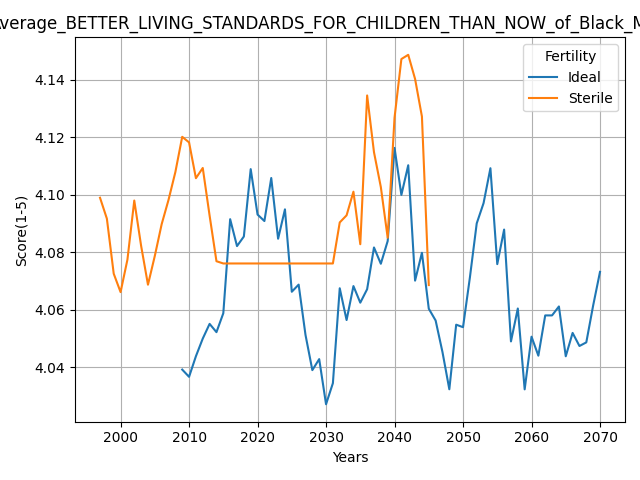 verage_BETTER_LIVING_STANDARDS_FOR_CHILDREN_THAN_NOW_of_Black_M
Fertility
Ideal
Sterile
Score(1-5)
4.14
4.12
4.10
4.08
4.06
4.04
2000 2010 2020 2030 2040 2050 2060 2070
Years